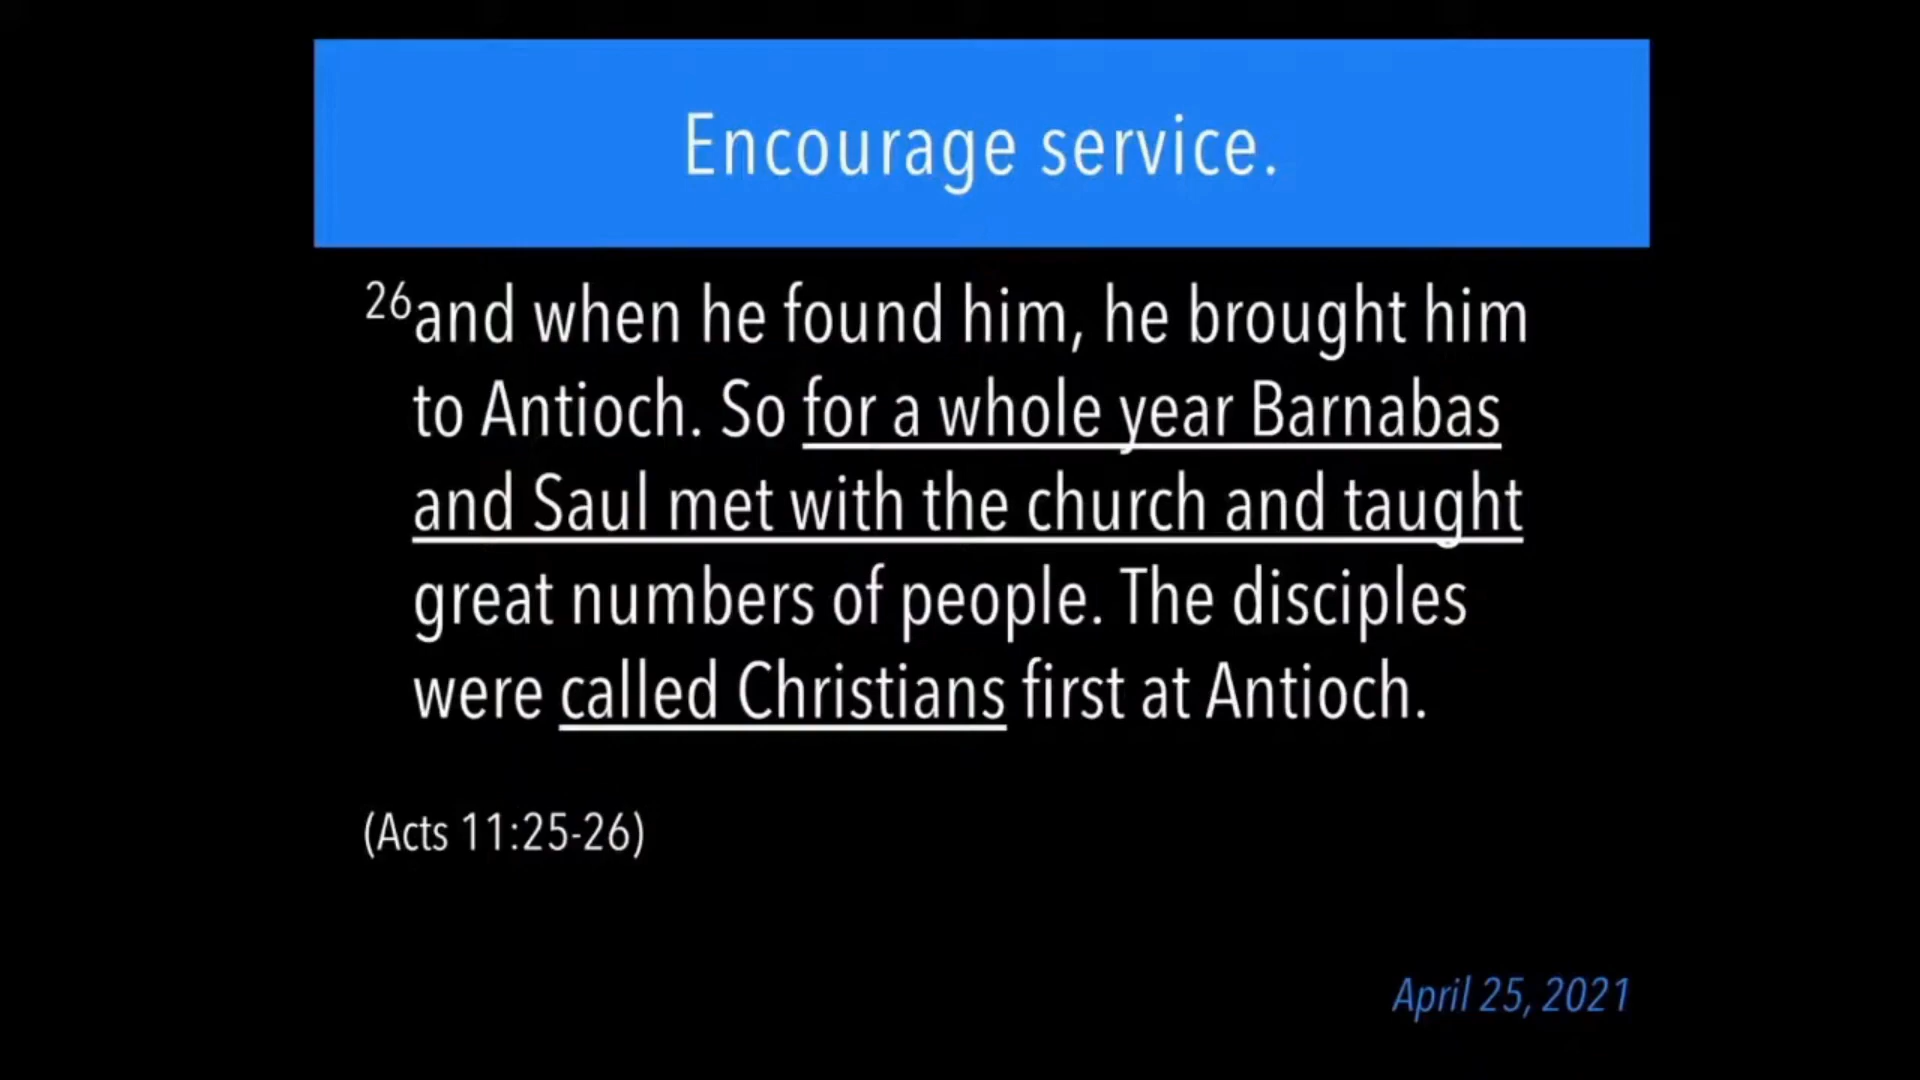 Encourage service.
26and when he found him, he brought him
to Antioch. So for a whole year Barnabas
and Saul met with the church and taught
great numbers of people. The disciples
were called Christians first at Antioch.
(Acts 11:25-26)
April 25, 2021